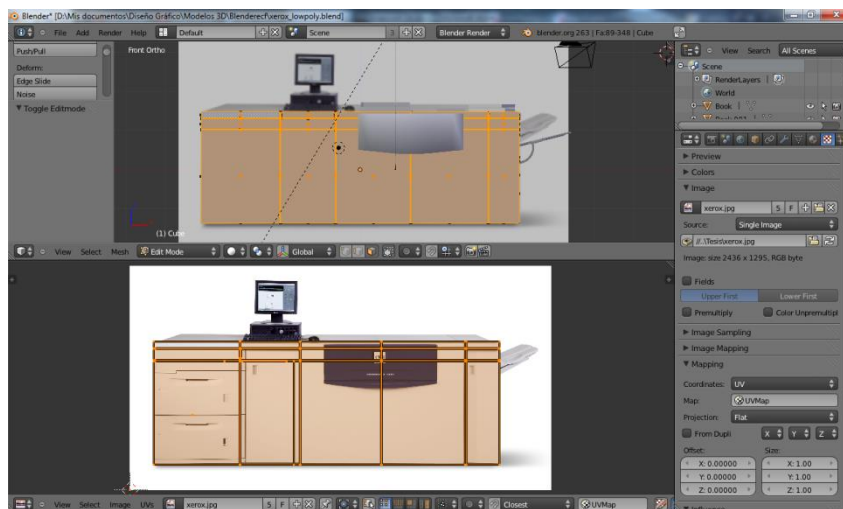 Blender* [D:\Mis documentos\Diseño Gráfico\Modelos 3D\Blenderecf\xerox_lowpoly.blend]
File Add Render Help Default Scene 3 F Blender Render blender.org 263 | Fa:89-348 | Cube
View Search All Scenes
Push/Pull
Deform:
Edge Slide
Noise
Toggle Editmode
Front Ortho
(1) Cube
Scene
RenderLayers
World
Book
Preview
Colors
Image
xerox.jpg S F
Source: Single Image
//..\Tesis\xerox.jpg
Image: size 2436 x 1295, RGB byte
Fields
Upper First Lower First
Premultiply Color Unpremultipl
Image Sampling
Image Mapping
Mapping
Coordinates: UV
Map: UVMap
Projection: Flat
From Dupli X Y Z
Offset: Size:
X: 0.00000 X: 1.00
Y: 0.00000 Y: 1.00
Z: 0.00000 Z: 1.00
View Select Mesh Edit Mode Global
View Select Image UVs xerox.jpg S F Closest UVMap